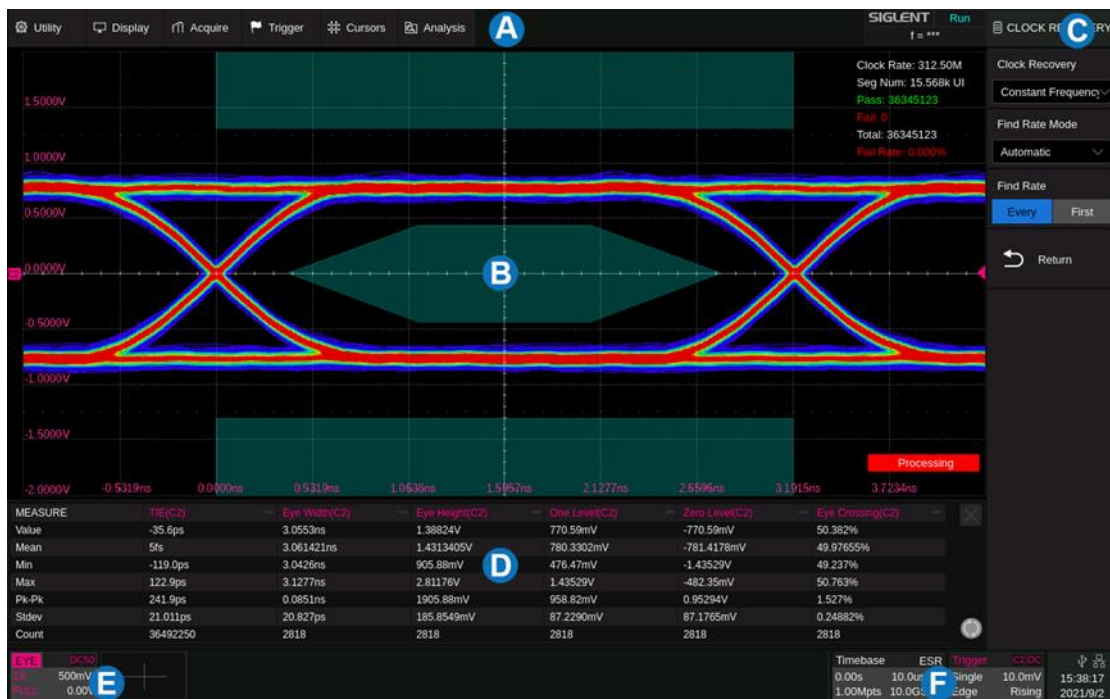 Utility Display Acquire Trigger Cursors Analysis A
SIGLENT Run
f = ***
CLOCK RE C ERY
Clock Rate: 312.50M
Seg Num: 15.568k UI
Pass: 36345123
Fail: 0
Total: 36345123
Fail Rate: 0.000%
1.5000V
1.0000V
0.5000V
C2 0.0000V
B
-0.5000V
-1.0000V
-1.5000V
Processing
-2.0000V -0.5319ns 0.0000ns 0.5319ns 1.0638ns 1.5957ns 2.1277ns 2.6596ns 3.1915ns 3.7234ns
Clock Recovery
Constant Frequency
Find Rate Mode
Automatic
Find Rate
Every First
Return
MEASURE TIE(C2) Eye Width(C2) Eye Height(C2) One Level(C2) Zero Level(C2) Eye Crossing(C2)
Value -35.6ps 3.0553ns 1.38824V 770.59mV -770.59mV 50.382%
Mean 5fs 3.061421ns 1.4313405V 780.3302mV -781.4178mV 49.97655%
Min -119.0ps 3.0426ns 905.88mV 476.47mV -1.43529V 49.237%
D
Max 122.9ps 3.1277ns 2.81176V 1.43529V -482.35mV 50.763%
Pk-Pk 241.9ps 0.0851ns 1905.88mV 958.82mV 0.95294V 1.527%
Stdev 21.011ps 20.827ps 185.8549mV 87.2290mV 87.1765mV 0.24882%
Count 36492250 2818 2818 2818 2818 2818
EYE DC50
1X 500mV
FULL 0.00V
E
Timebase ESR
0.00s 10.0us
1.00Mpts 10.0GS
F
Trigger C2 DC
Single 10.0mV
Edge Rising
15:38:17
2021/9/2